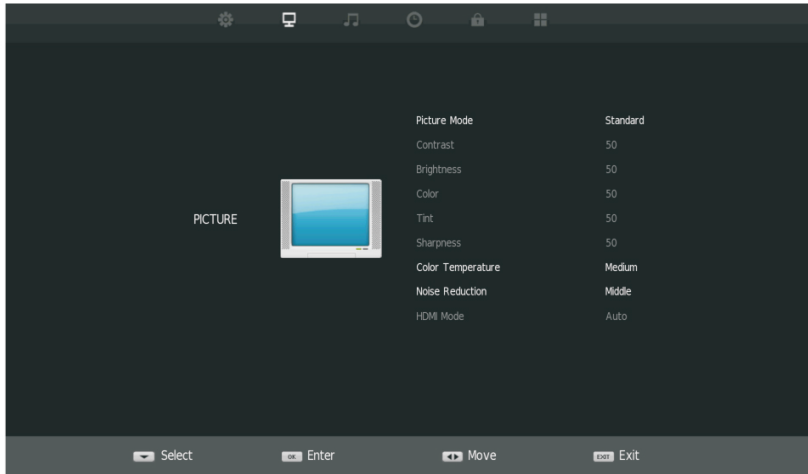 Picture Mode Standard
Contrast 50
Brightness 50
Color 50
PICTURE
Tint 50
Sharpness 50
Color Temperature Medium
Noise Reduction Middle
HDMI Mode Auto
Select OK Enter Move EXIT Exit